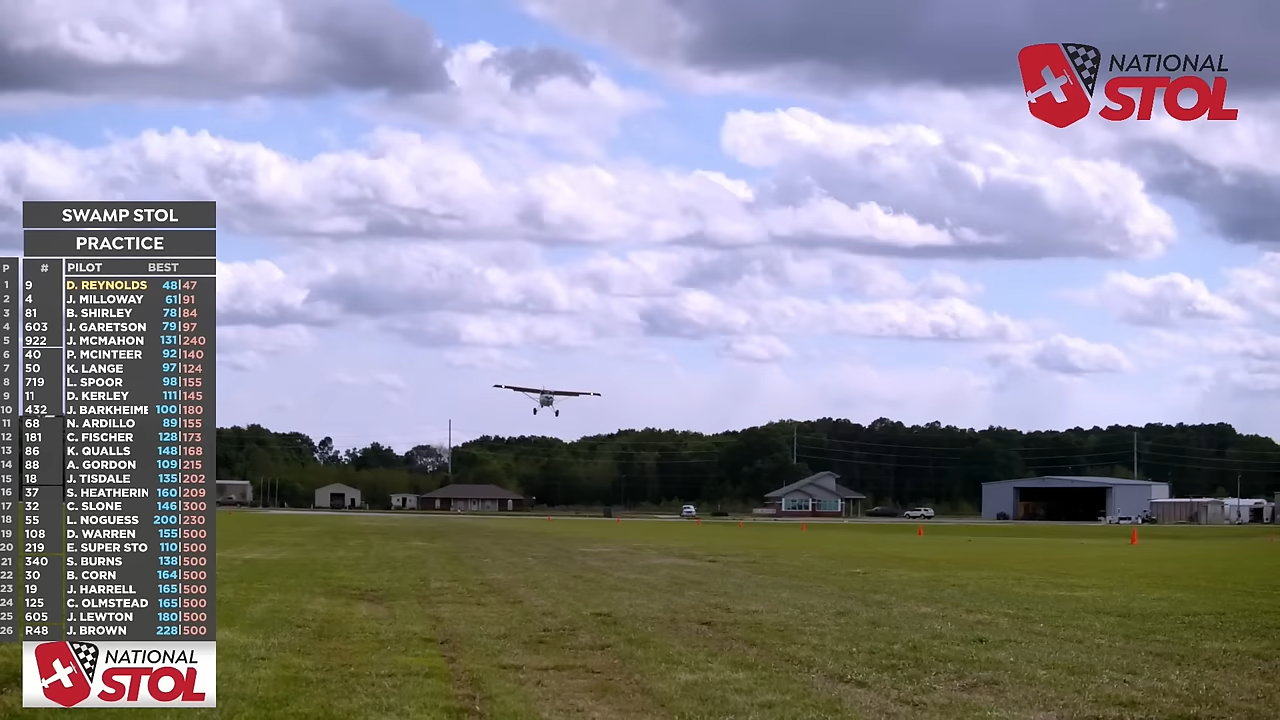 NATIONAL
STOL
SWAMP STOL
PRACTICE
P # PILOT BEST
1 9 D. REYNOLDS 48|47
2 4 J. MILLOWAY 61|91
3 81 B. SHIRLEY 78|84
4 603 J. GARETSON 79|97
5 922 J. MCMAHON 131|240
6 40 P. MCINTEER 92|140
7 50 K. LANGE 97|124
8 719 L. SPOOR 98|155
9 11 D. KERLEY 111|145
10 432_ J. BARKHEIME 100|180
11 68 N. ARDILLO 89|155
12 181 C. FISCHER 128|173
13 86 K. QUALLS 148|168
14 88 A. GORDON 109|215
15 18 J. TISDALE 135|202
16 37 S. HEATHERIN 160|209
17 32 C. SLONE 146|300
18 55 L. NOGUESS 200|230
19 108 D. WARREN 155|500
20 219 E. SUPER STO 110|500
21 340 S. BURNS 138|500
22 30 B. CORN 164|500
23 19 J. HARRELL 165|500
24 125 C. OLMSTEAD 165|500
25 605 J. LEWTON 180|500
26 R48 J. BROWN 228|500
NATIONAL
STOL